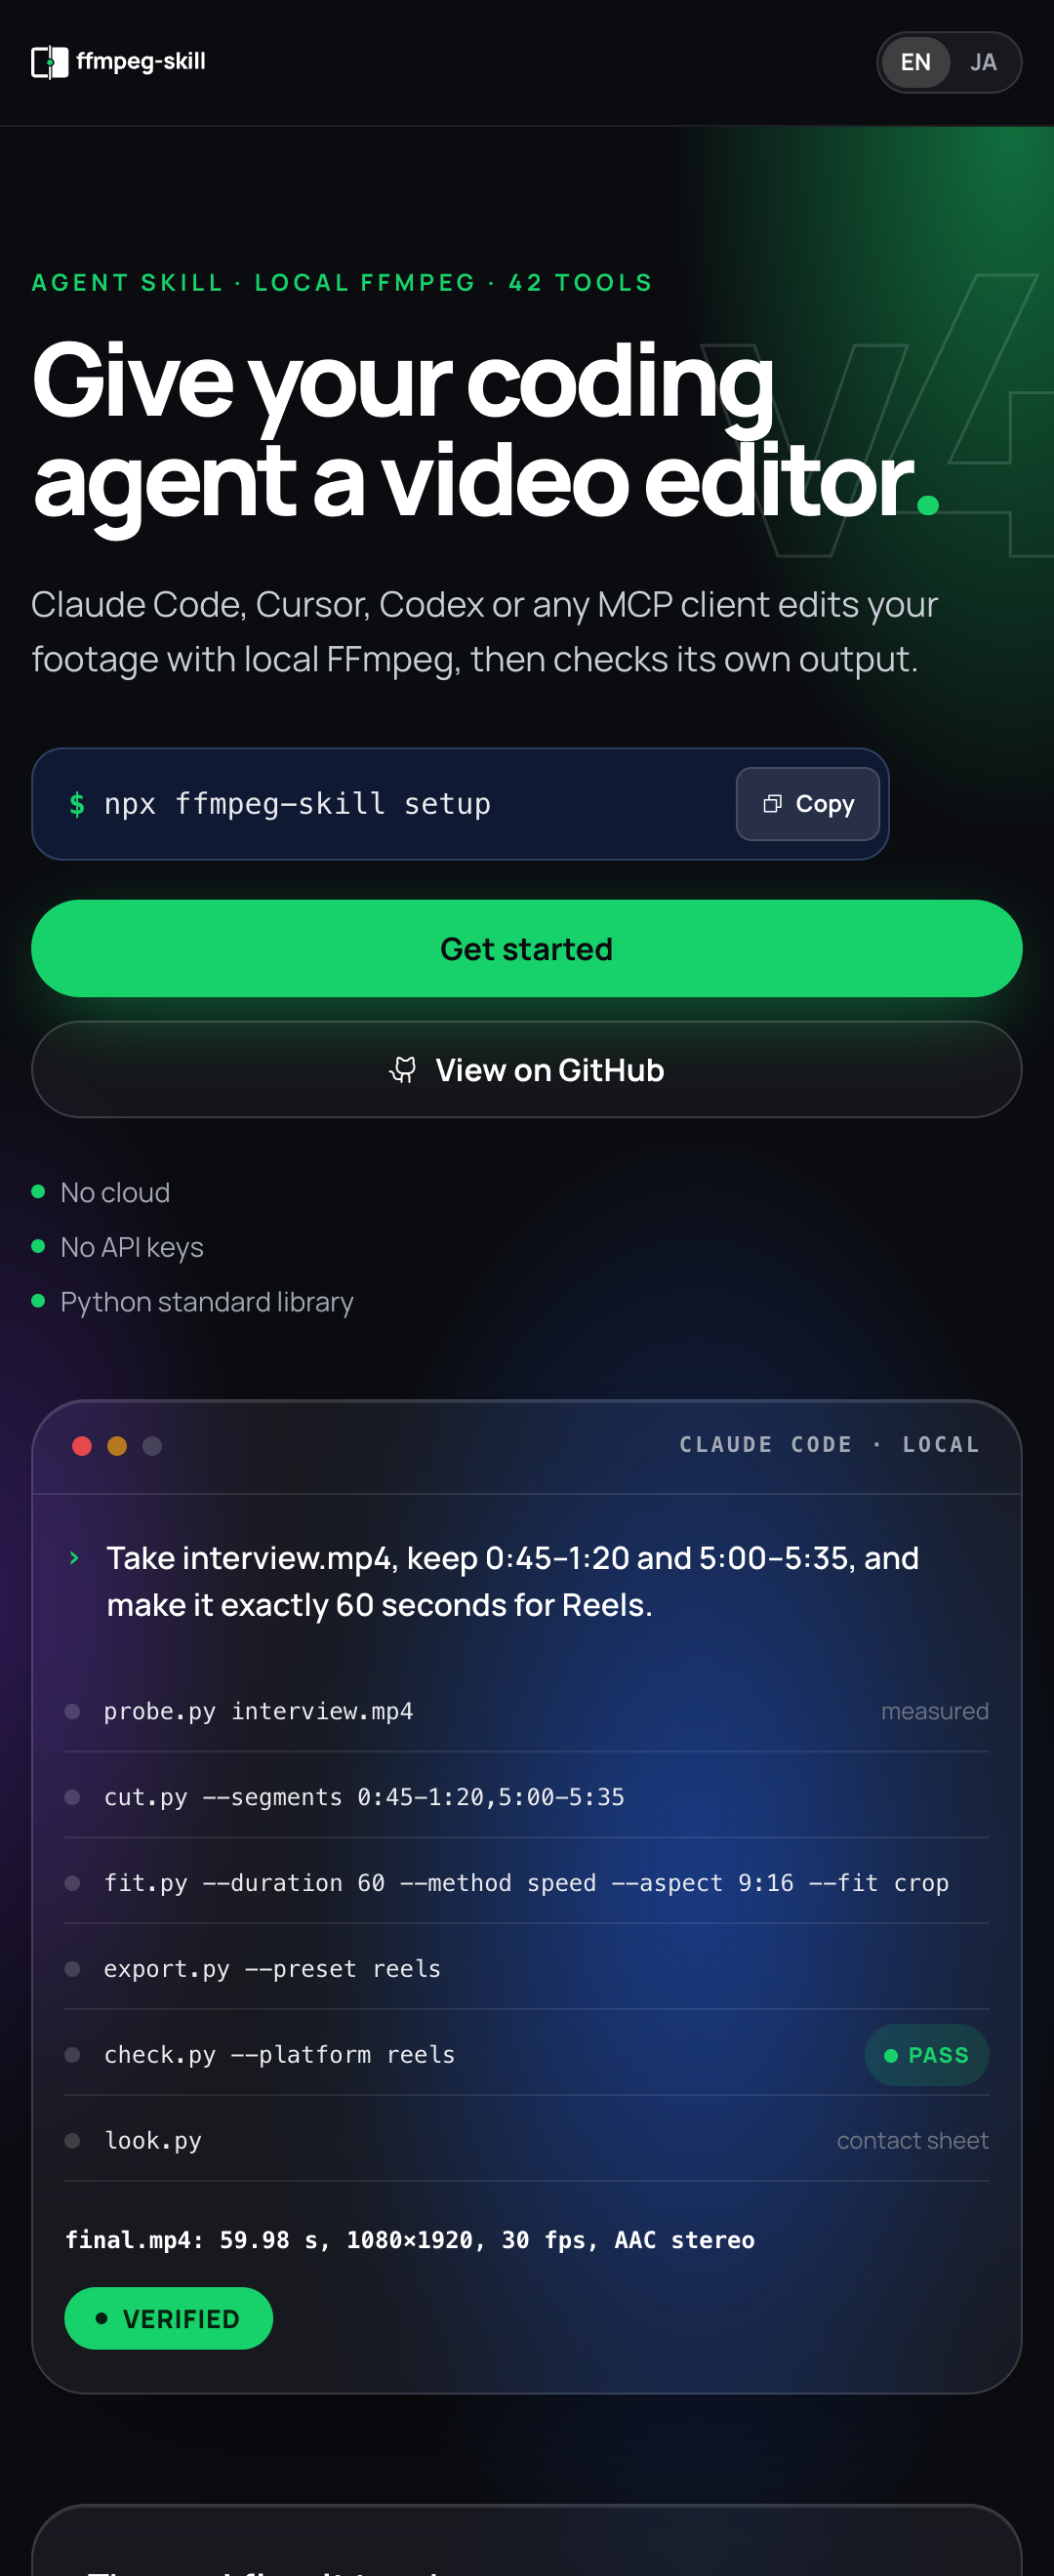 ffmpeg-skill
EN JA
AGENT SKILL · LOCAL FFMPEG · 42 TOOLS
v4
Give your coding
agent a video editor.
Claude Code, Cursor, Codex or any MCP client edits your
footage with local FFmpeg, then checks its own output.
$ npx ffmpeg-skill setup
Copy
Get started
View on GitHub
No cloud
No API keys
Python standard library
CLAUDE CODE · LOCAL
› Take interview.mp4, keep 0:45–1:20 and 5:00–5:35, and
make it exactly 60 seconds for Reels.
probe.py interview.mp4 measured
cut.py --segments 0:45-1:20,5:00-5:35
fit.py --duration 60 --method speed --aspect 9:16 --fit crop
export.py --preset reels
check.py --platform reels PASS
look.py contact sheet
final.mp4: 59.98 s, 1080×1920, 30 fps, AAC stereo
VERIFIED